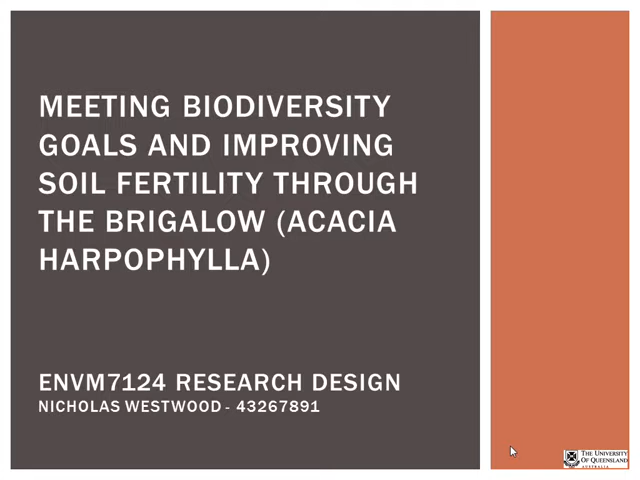 MEETING BIODIVERSITY
GOALS AND IMPROVING
SOIL FERTILITY THROUGH
THE BRIGALOW (ACACIA
HARPOPHYLLA)
ENVM7124 RESEARCH DESIGN
NICHOLAS WESTWOOD - 43267891
THE UNIVERSITY
OF QUEENSLAND
AUSTRALIA